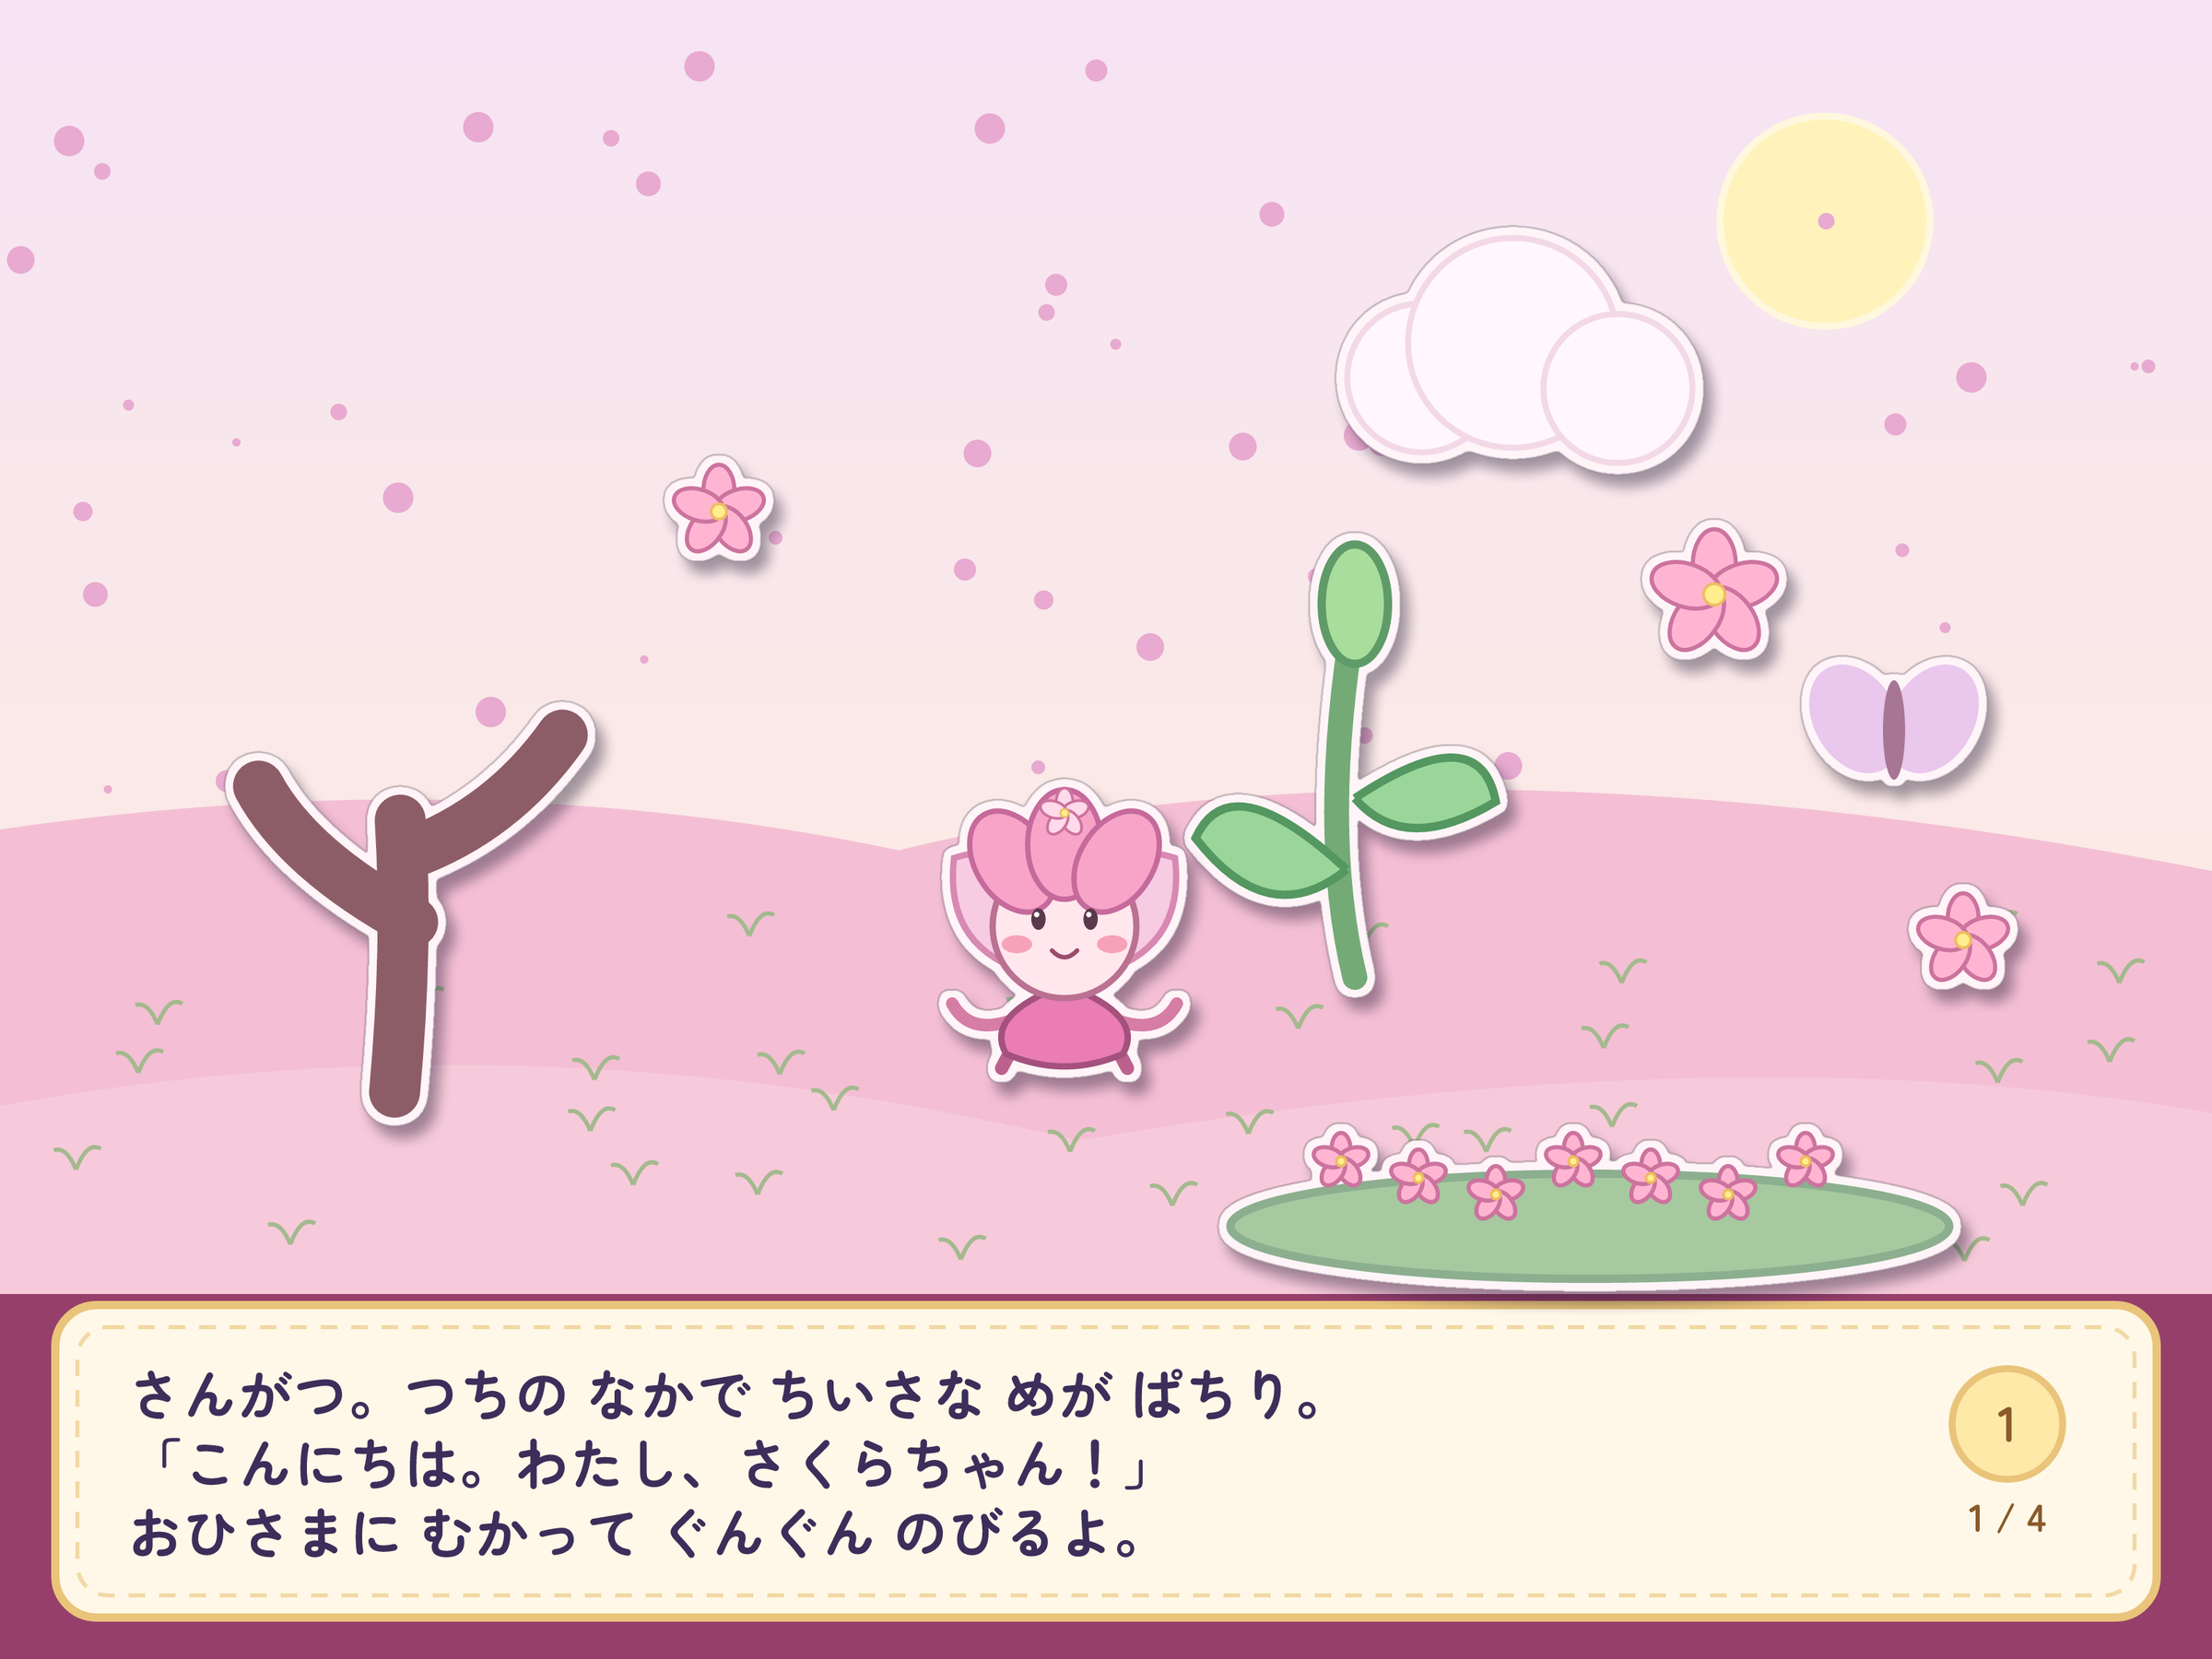 さんがつ。 つちの なかで ちいさな めが ぱちり。
「こんにちは。 わたし、 さくらちゃん！」
おひさまに むかって ぐんぐん のびるよ。
1
1 / 4